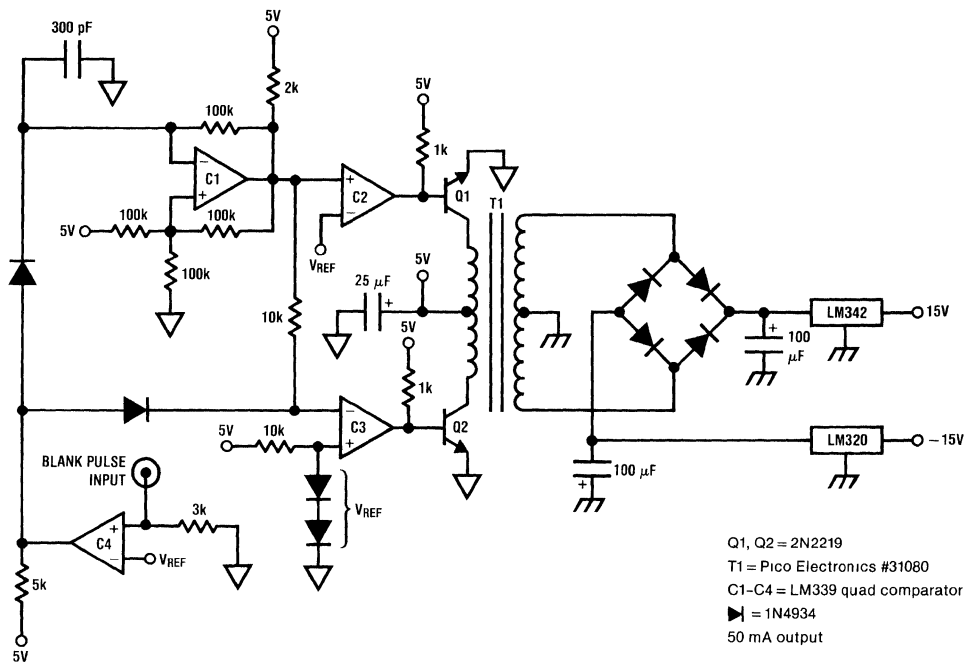 5V
300 pF
2k
5V
100k
1k
−
C1
+
+
C2
−
Q1
T1
100k
100k
5V
VREF
100k
25 µF
5V
+
10k
5V
LM342
15V
+
100
µF
1k
−
C3
+
Q2
5V
10k
LM320
−15V
BLANK PULSE
INPUT
100 µF
+
VREF
3k
+
C4
−
VREF
5k
5V
Q1, Q2 = 2N2219
T1 = Pico Electronics #31080
C1-C4 = LM339 quad comparator
= 1N4934
50 mA output